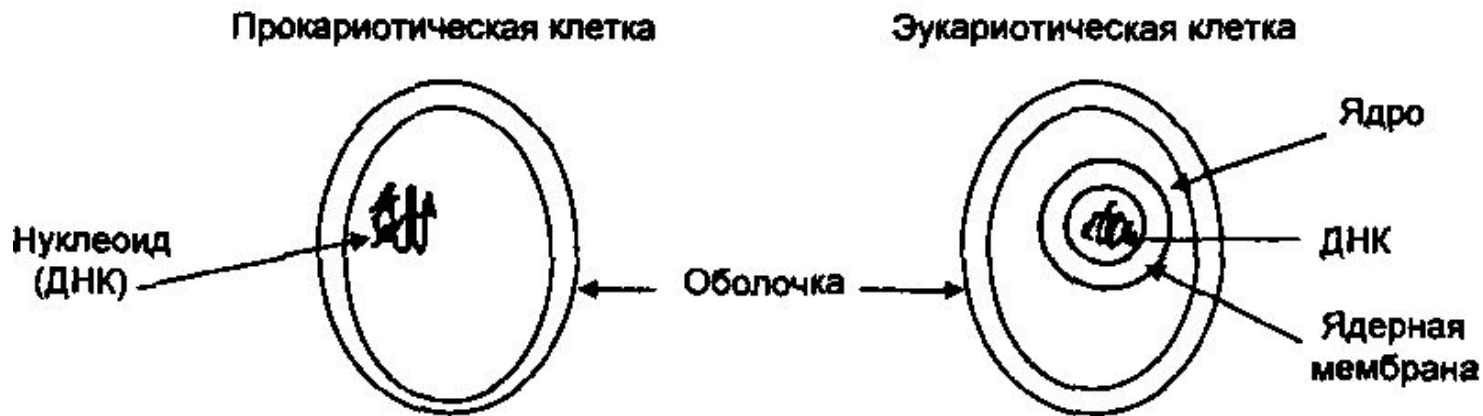 Прокариотическая клетка
Эукариотическая клетка
Ядро
Нуклеоид
(ДНК)
Оболочка
ДНК
Ядерная
мембрана